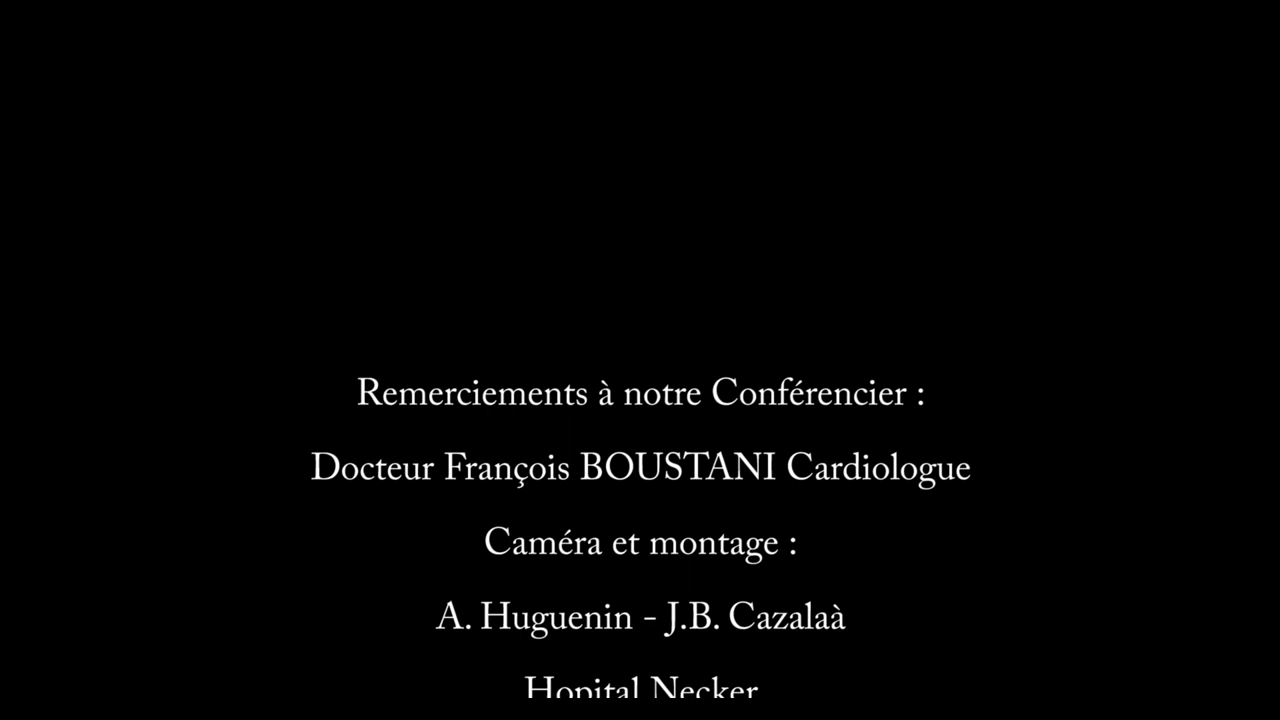 Remerciements à notre Conférencier :
Docteur François BOUSTANI Cardiologue
Caméra et montage :
A. Huguenin - J.B. Cazalaà
Hopital Necker